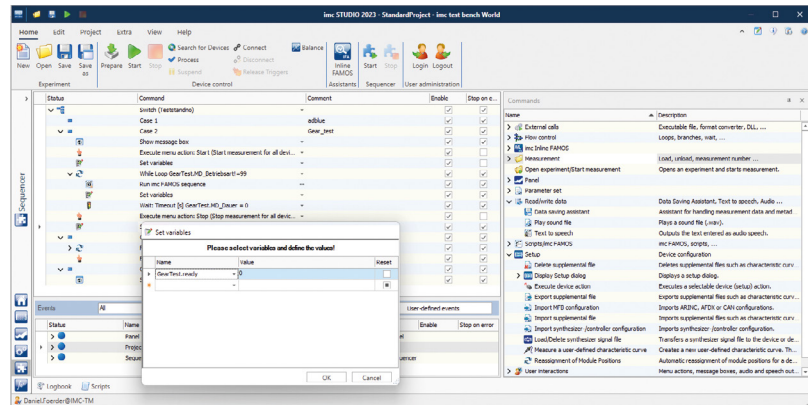 imc STUDIO 2023 - StandardProject - imc test bench World
Home Edit Project Extra View Help
New Open Save Save as Prepare Start Stop
Search for Devices
Process
Suspend
Connect
Disconnect
Release Triggers
Balance
Inline FAMOS
Start Stop
Login Logout
Experiment
Device control
Assistants
Sequencer
User administration
Sequencer
Status Command Comment Enable Stop on e...
Switch (Teststandno)
Case 1 adblue
Case 2 Gear_test
Show message box
Execute menu action: Start (Start measurement for all devi...
Set variables
While Loop GearTest.MD_Betriebsart!=99
Run imc FAMOS sequence
Set variables
Wait: Timeout [s] GearTest.MD_Dauer = 0
Execute menu action: Stop (Stop measurement for all devic...
Set variables
Please select variables and define the values!
Name Value Reset
GearTest.ready 0
OK Cancel
Events All User-defined events
Status Name Enable Stop on error
Panel
Projec
Seque
Logbook Scripts
Commands
Name Description
External calls Executable file, format converter, DLL, ...
Flow control Loops, branches, wait, ...
imc Inline FAMOS
Measurement Load, unload, measurement number ...
Open experiment/Start measurement Opens an experiment and starts measurement.
Panel
Parameter set
Read/write data Data Saving Assistant, Text to speech, Audio ...
Data saving assistant Assistant for handling measurement data and metad
Play sound file Plays a sound file (.wav).
Text to speech Outputs the text entered as audio speech.
Scripts/imc FAMOS imc FAMOS, scripts, ...
Setup Device configuration
Delete supplemental file Deletes supplemental files such as characteristic curv
Display Setup dialog Displays a setup dialog.
Execute device action Executes a selectable device (setup) action.
Export supplemental file Exports supplemental files such as characteristic curv
Import MFB configuration Imports ARINC, AFDX or CAN configurations.
Import supplemental file Imports supplemental files such as characteristic curv
Import synthesizer-/controller configuration Imports synthesizer-/controller configuration.
Load/Delete synthesizer signal file Transfers a synthesizer signal file to the device or de...
Measure a user-defined characteristic curve Creates a new user-defined characteristic curve. Th...
Reassignment of Module Positions Automatic reassignment of module positions for a de...
User interactions Menu actions, message boxes, audio and speech out...
DanielFoerder@IMC-TM